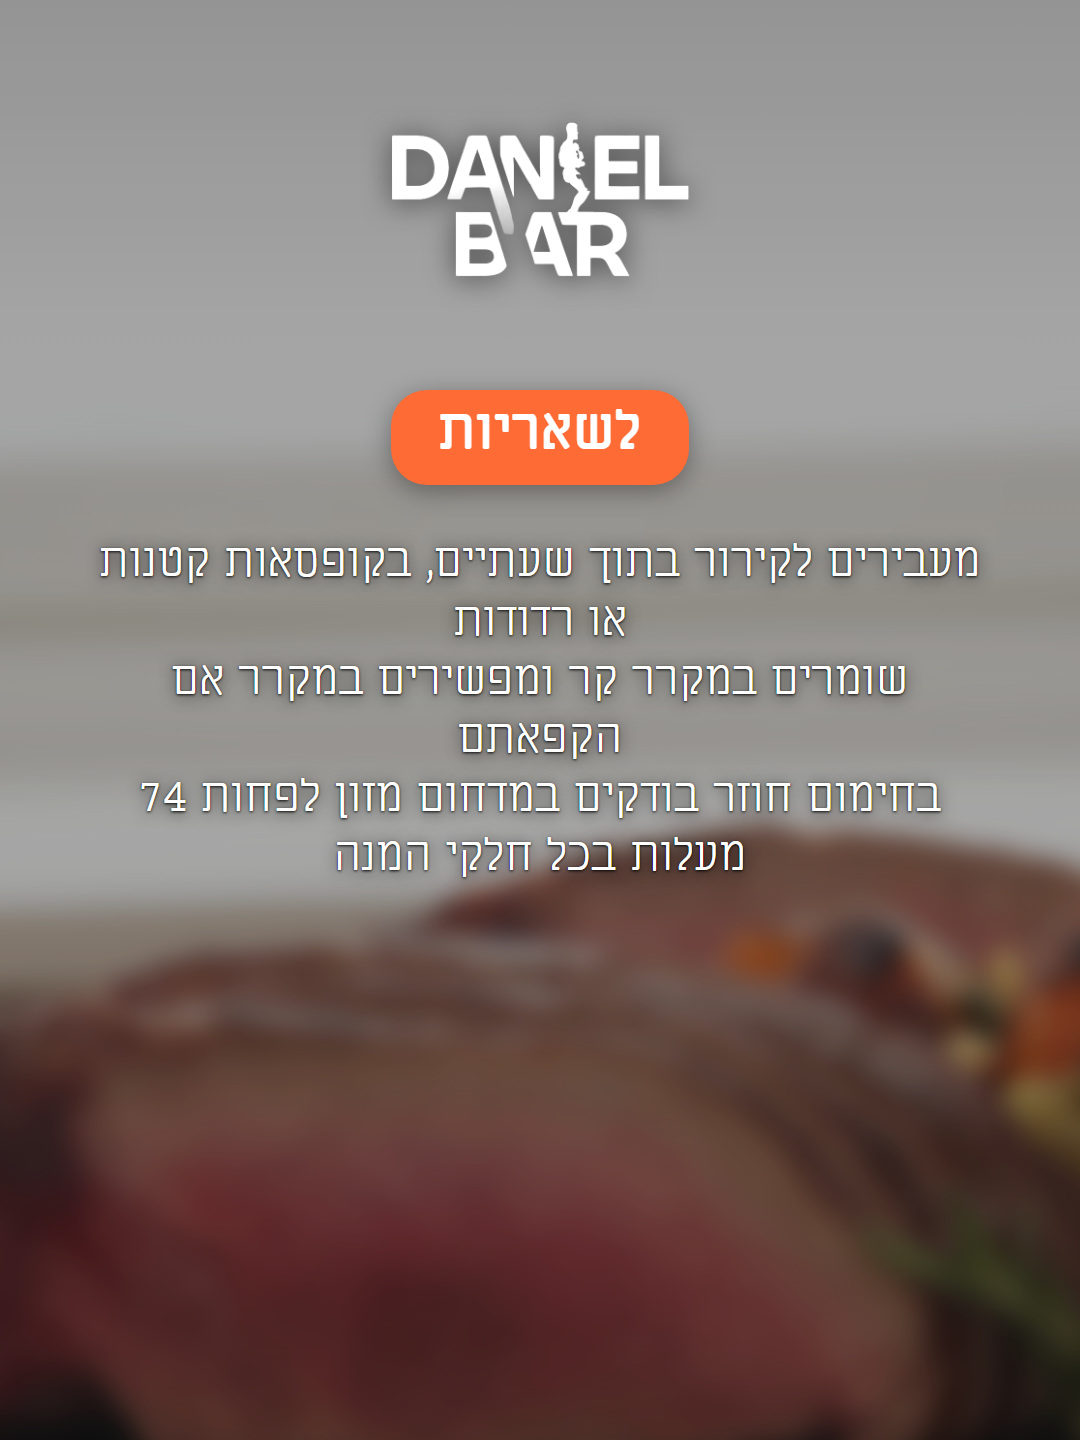 DANIEL
BAR
לשאריות
מעבירים לקירור בתוך שעתיים, בקופסאות קטנות
או רדודות
שומרים במקרר קר ומפשירים במקרר אם
הקפאתם
בחימום חוזר בודקים במדחום מזון לפחות 74
מעלות בכל חלקי המנה